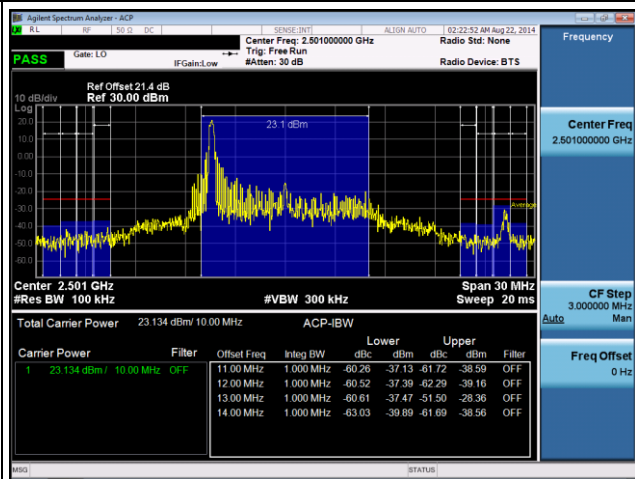 Agilent Spectrum Analyzer - ACP
RL RF 50 Ω DC SENSE:INT ALIGN AUTO 02:22:52 AM Aug 22, 2014
Center Freq: 2.501000000 GHz Radio Std: None
PASS Gate: LO Trig: Free Run
IFGain:Low #Atten: 30 dB Radio Device: BTS
Frequency
Ref Offset 21.4 dB
10 dB/div Ref 30.00 dBm
Log
20.0
23.1 dBm
10.0
0.00
-10.0
-20.0
Average
-30.0
-40.0
-50.0
-60.0
Center Freq
2.501000000 GHz
Center 2.501 GHz Span 30 MHz
#Res BW 100 kHz #VBW 300 kHz Sweep 20 ms
CF Step
3.000000 MHz
Auto Man
Total Carrier Power 23.134 dBm/ 10.00 MHz ACP-IBW
Lower Upper
Carrier Power Filter Offset Freq Integ BW dBc dBm dBc dBm Filter
1 23.134 dBm / 10.00 MHz OFF 11.00 MHz 1.000 MHz -60.26 -37.13 -61.72 -38.59 OFF
12.00 MHz 1.000 MHz -60.52 -37.39 -62.29 -39.16 OFF
13.00 MHz 1.000 MHz -60.61 -37.47 -51.50 -28.36 OFF
14.00 MHz 1.000 MHz -63.03 -39.89 -61.69 -38.56 OFF
Freq Offset
0 Hz
MSG STATUS